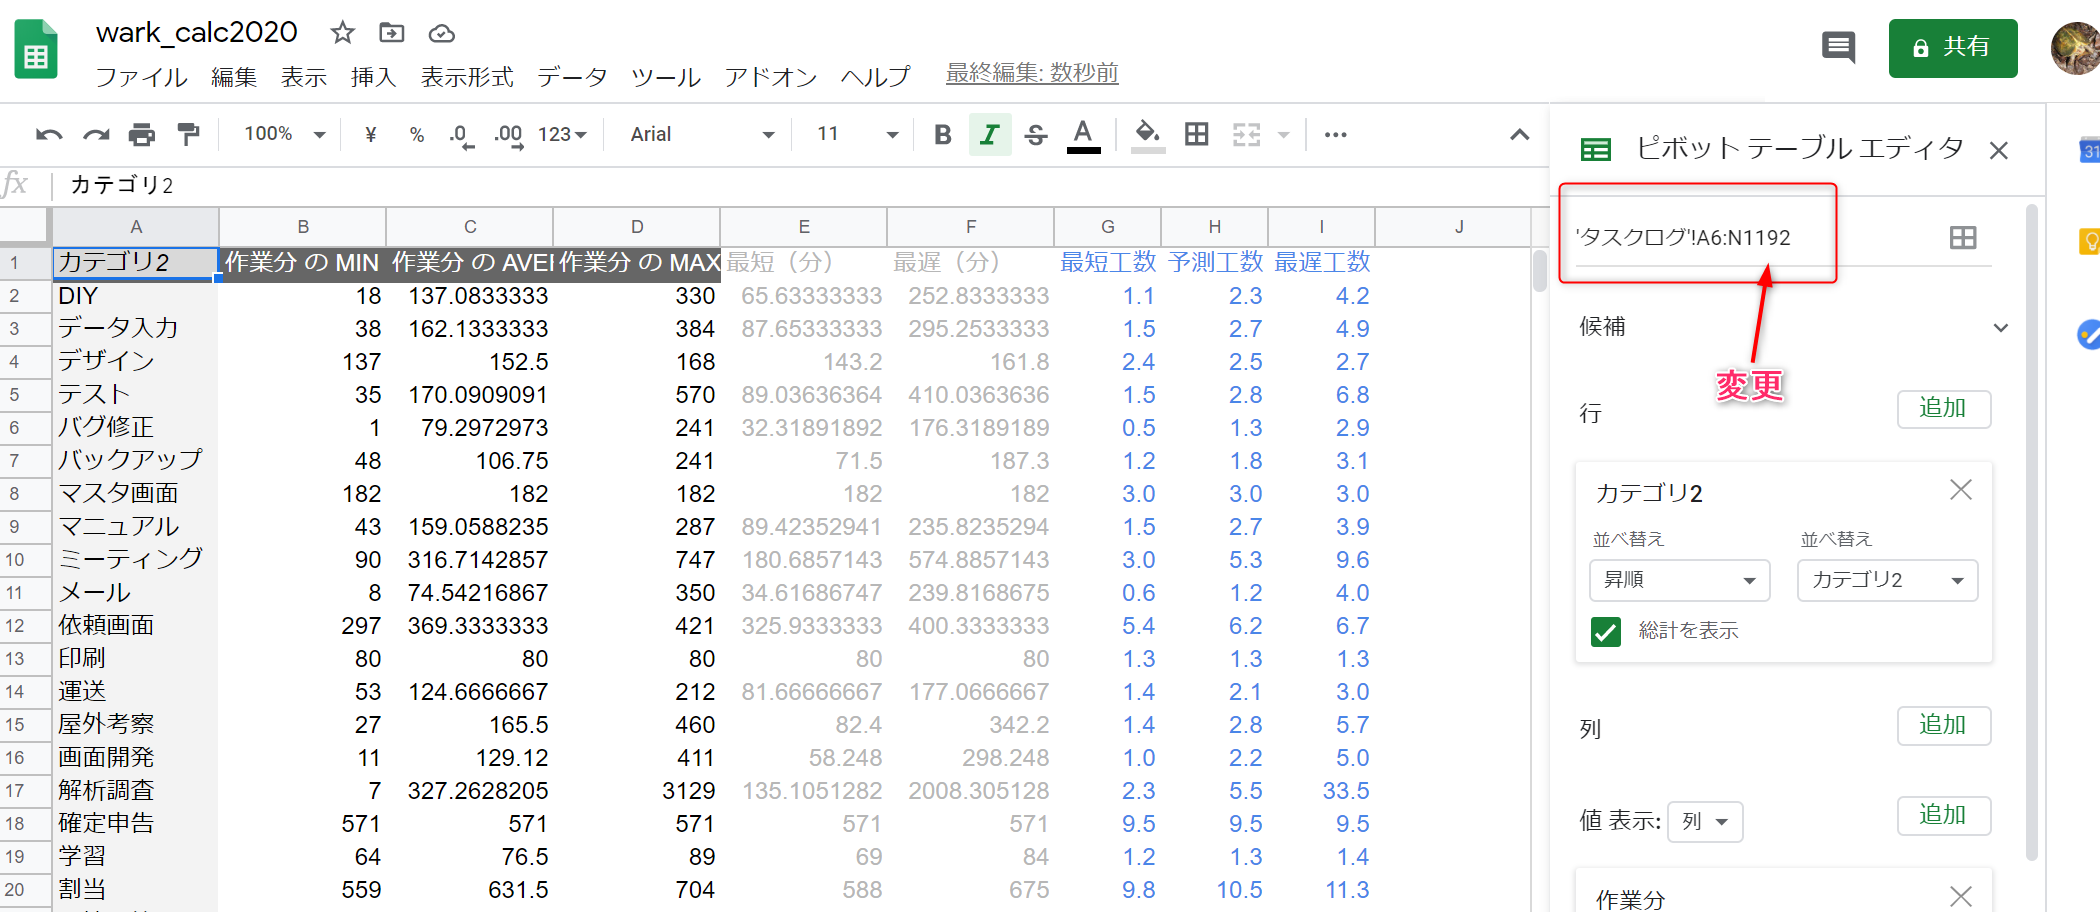 wark_calc2020
ファイル 編集 表示 挿入 表示形式 データ ツール アドオン ヘルプ 最終編集: 数秒前
共有
100% ¥ % .0 .00 123 Arial 11 B I S A
fx カテゴリ2
ピボット テーブル エディタ
31
A B C D E F G H I J
1 カテゴリ2 作業分 の MIN 作業分 の AVER 作業分 の MAX 最短（分） 最遅（分） 最短工数 予測工数 最遅工数
2 DIY 18 137.0833333 330 65.63333333 252.8333333 1.1 2.3 4.2
3 データ入力 38 162.1333333 384 87.65333333 295.2533333 1.5 2.7 4.9
4 デザイン 137 152.5 168 143.2 161.8 2.4 2.5 2.7
5 テスト 35 170.0909091 570 89.03636364 410.0363636 1.5 2.8 6.8
6 バグ修正 1 79.2972973 241 32.31891892 176.3189189 0.5 1.3 2.9
7 バックアップ 48 106.75 241 71.5 187.3 1.2 1.8 3.1
8 マスタ画面 182 182 182 182 182 3.0 3.0 3.0
9 マニュアル 43 159.0588235 287 89.42352941 235.8235294 1.5 2.7 3.9
10 ミーティング 90 316.7142857 747 180.6857143 574.8857143 3.0 5.3 9.6
11 メール 8 74.54216867 350 34.61686747 239.8168675 0.6 1.2 4.0
12 依頼画面 297 369.3333333 421 325.9333333 400.3333333 5.4 6.2 6.7
13 印刷 80 80 80 80 80 1.3 1.3 1.3
14 運送 53 124.6666667 212 81.66666667 177.0666667 1.4 2.1 3.0
15 屋外考察 27 165.5 460 82.4 342.2 1.4 2.8 5.7
16 画面開発 11 129.12 411 58.248 298.248 1.0 2.2 5.0
17 解析調査 7 327.2628205 3129 135.1051282 2008.305128 2.3 5.5 33.5
18 確定申告 571 571 571 571 571 9.5 9.5 9.5
19 学習 64 76.5 89 69 84 1.2 1.3 1.4
20 割当 559 631.5 704 588 675 9.8 10.5 11.3
'タスクログ'!A6:N1192
候補
変更
行 追加
カテゴリ2
並べ替え 並べ替え
昇順 カテゴリ2
総計を表示
列 追加
値 表示: 列 追加
作業分